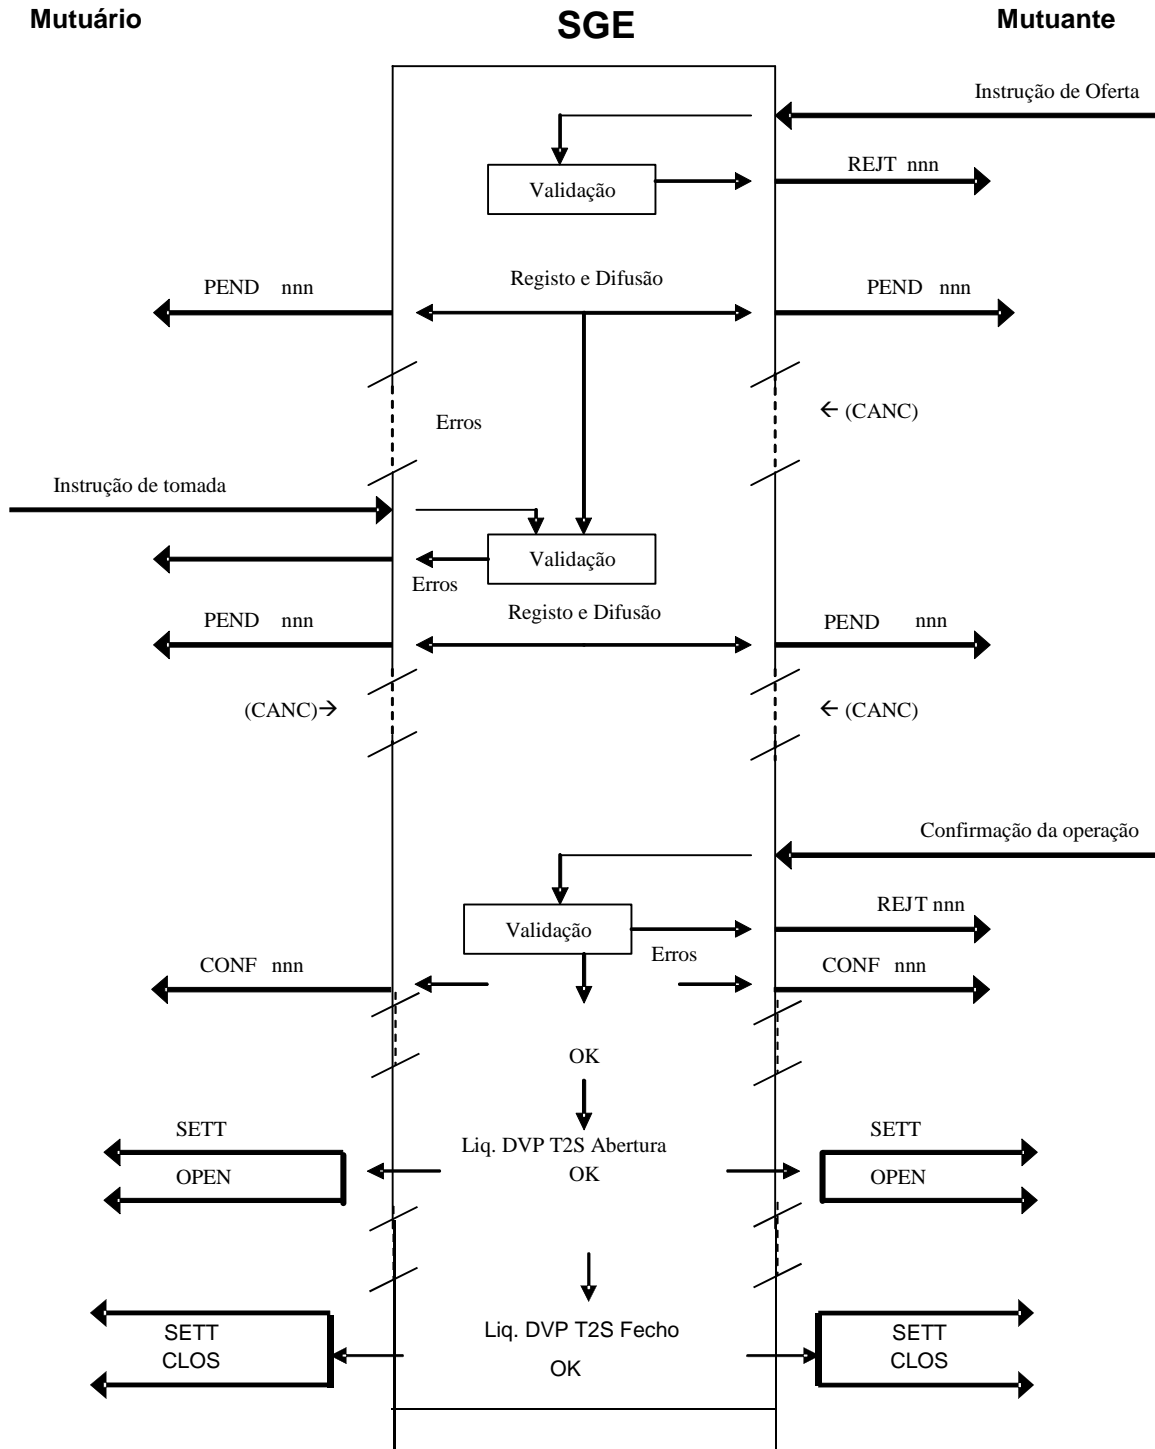 Mutuário SGE Mutuante
Instrução de Oferta
REJT nnn
Validação
Registo e Difusão
PEND nnn PEND nnn
← (CANC)
Erros
Instrução de tomada
Validação
Erros
Registo e Difusão
PEND nnn PEND nnn
(CANC)→ ← (CANC)
Confirmação da operação
REJT nnn
Validação
Erros
CONF nnn CONF nnn
OK
SETT Liq. DVP T2S Abertura SETT
OPEN OK OPEN
Liq. DVP T2S Fecho
SETT SETT
CLOS OK CLOS